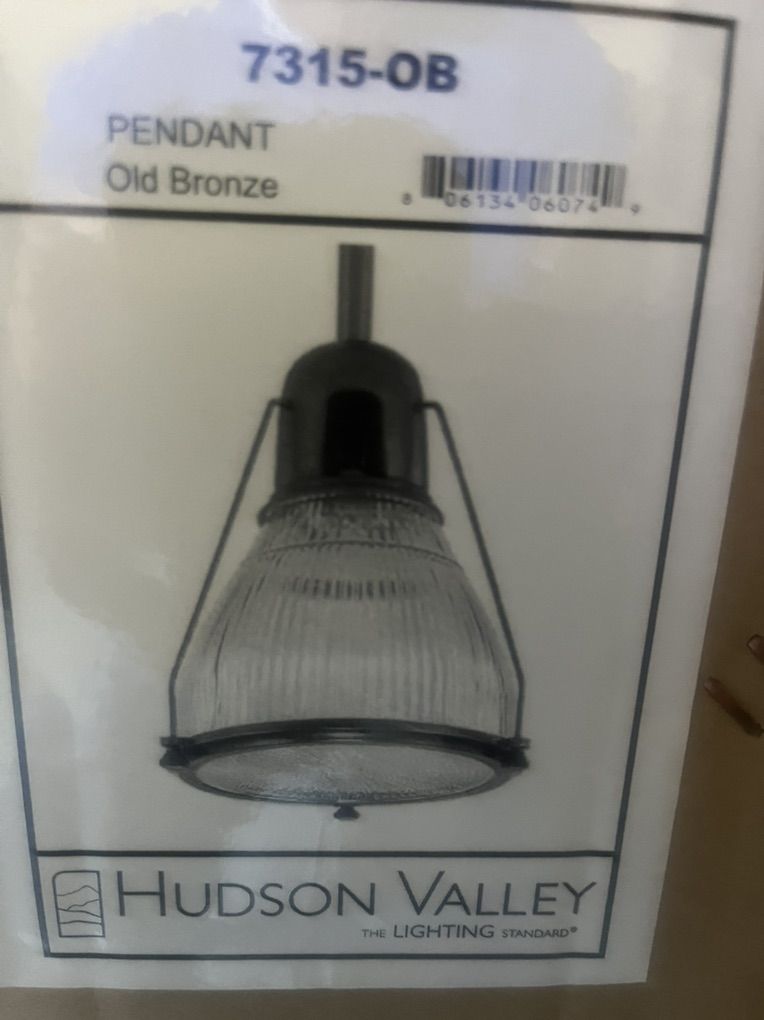 7315-OB
PENDANT
Old Bronze
8 06134 06074 9
HUDSON VALLEY
THE LIGHTING STANDARD®